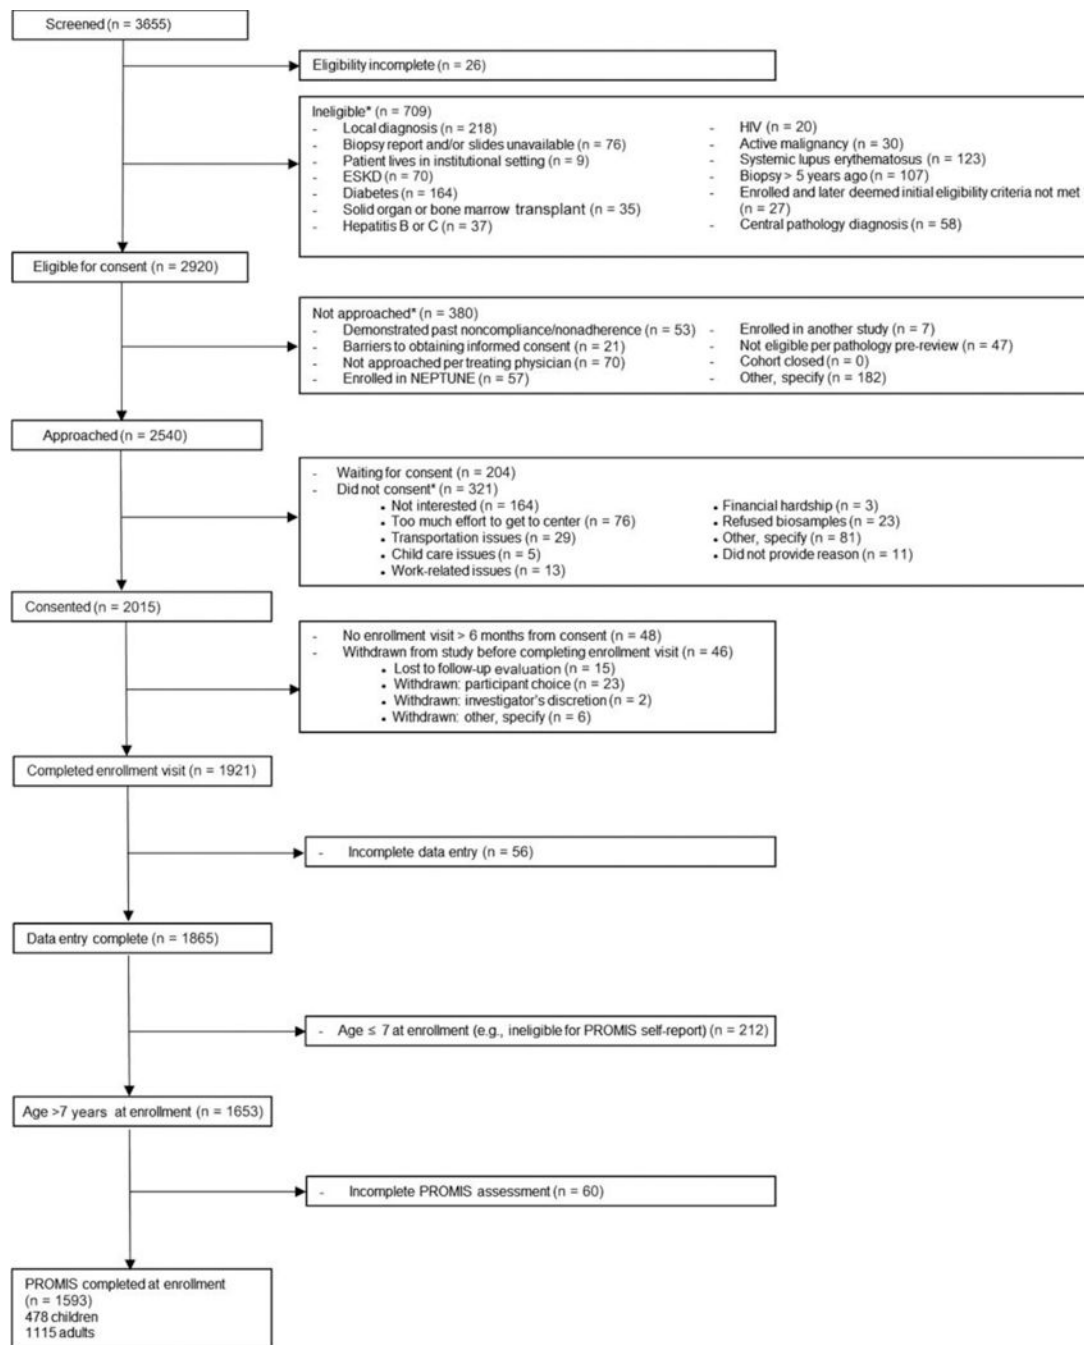 Screened (n = 3655)
Eligibility incomplete (n = 26)
Ineligible* (n = 709)
- Local diagnosis (n = 218)
- Biopsy report and/or slides unavailable (n = 76)
- Patient lives in institutional setting (n = 9)
- ESKD (n = 70)
- Diabetes (n = 164)
- Solid organ or bone marrow transplant (n = 35)
- Hepatitis B or C (n = 37)
- HIV (n = 20)
- Active malignancy (n = 30)
- Systemic lupus erythematosus (n = 123)
- Biopsy > 5 years ago (n = 107)
- Enrolled and later deemed initial eligibility criteria not met
(n = 27)
- Central pathology diagnosis (n = 58)
Eligible for consent (n = 2920)
Not approached* (n = 380)
- Demonstrated past noncompliance/nonadherence (n = 53)
- Barriers to obtaining informed consent (n = 21)
- Not approached per treating physician (n = 70)
- Enrolled in NEPTUNE (n = 57)
- Enrolled in another study (n = 7)
- Not eligible per pathology pre-review (n = 47)
- Cohort closed (n = 0)
- Other, specify (n = 182)
Approached (n = 2540)
- Waiting for consent (n = 204)
- Did not consent* (n = 321)
• Not interested (n = 164)
• Too much effort to get to center (n = 76)
• Transportation issues (n = 29)
• Child care issues (n = 5)
• Work-related issues (n = 13)
• Financial hardship (n = 3)
• Refused biosamples (n = 23)
• Other, specify (n = 81)
• Did not provide reason (n = 11)
Consented (n = 2015)
- No enrollment visit > 6 months from consent (n = 48)
- Withdrawn from study before completing enrollment visit (n = 46)
• Lost to follow-up evaluation (n = 15)
• Withdrawn: participant choice (n = 23)
• Withdrawn: investigator's discretion (n = 2)
• Withdrawn: other, specify (n = 6)
Completed enrollment visit (n = 1921)
- Incomplete data entry (n = 56)
Data entry complete (n = 1865)
- Age ≤ 7 at enrollment (e.g., ineligible for PROMIS self-report) (n = 212)
Age >7 years at enrollment (n = 1653)
- Incomplete PROMIS assessment (n = 60)
PROMIS completed at enrollment
(n = 1593)
478 children
1115 adults